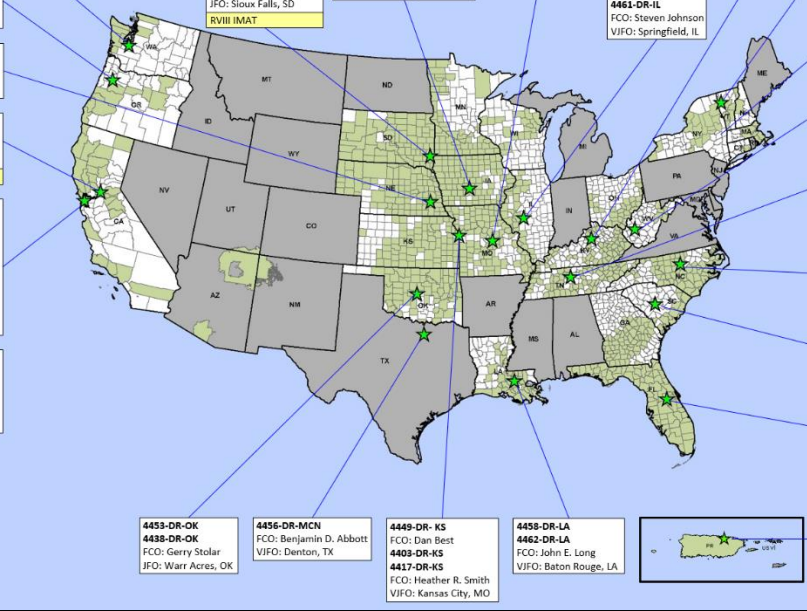 JFO: Sioux Falls, SD
RVIII IMAT
4461-DR-IL
FCO: Steven Johnson
VJFO: Springfield, IL
WA
MT
ND
MN
ME
OR
ID
SD
WI
MI
NY
VT
NH
MA
CT
WY
NE
IA
PA
NJ
NV
UT
CO
IL
IN
OH
WV
MD
VA
CA
KS
MO
KY
AZ
NM
OK
AR
TN
NC
SC
TX
LA
MS
AL
GA
FL
4453-DR-OK
4438-DR-OK
FCO: Gerry Stolar
JFO: Warr Acres, OK
4456-DR-MCN
FCO: Benjamin D. Abbott
VJFO: Denton, TX
4449-DR- KS
FCO: Dan Best
4403-DR-KS
4417-DR-KS
FCO: Heather R. Smith
VJFO: Kansas City, MO
4458-DR-LA
4462-DR-LA
FCO: John E. Long
VJFO: Baton Rouge, LA
PR
US VI